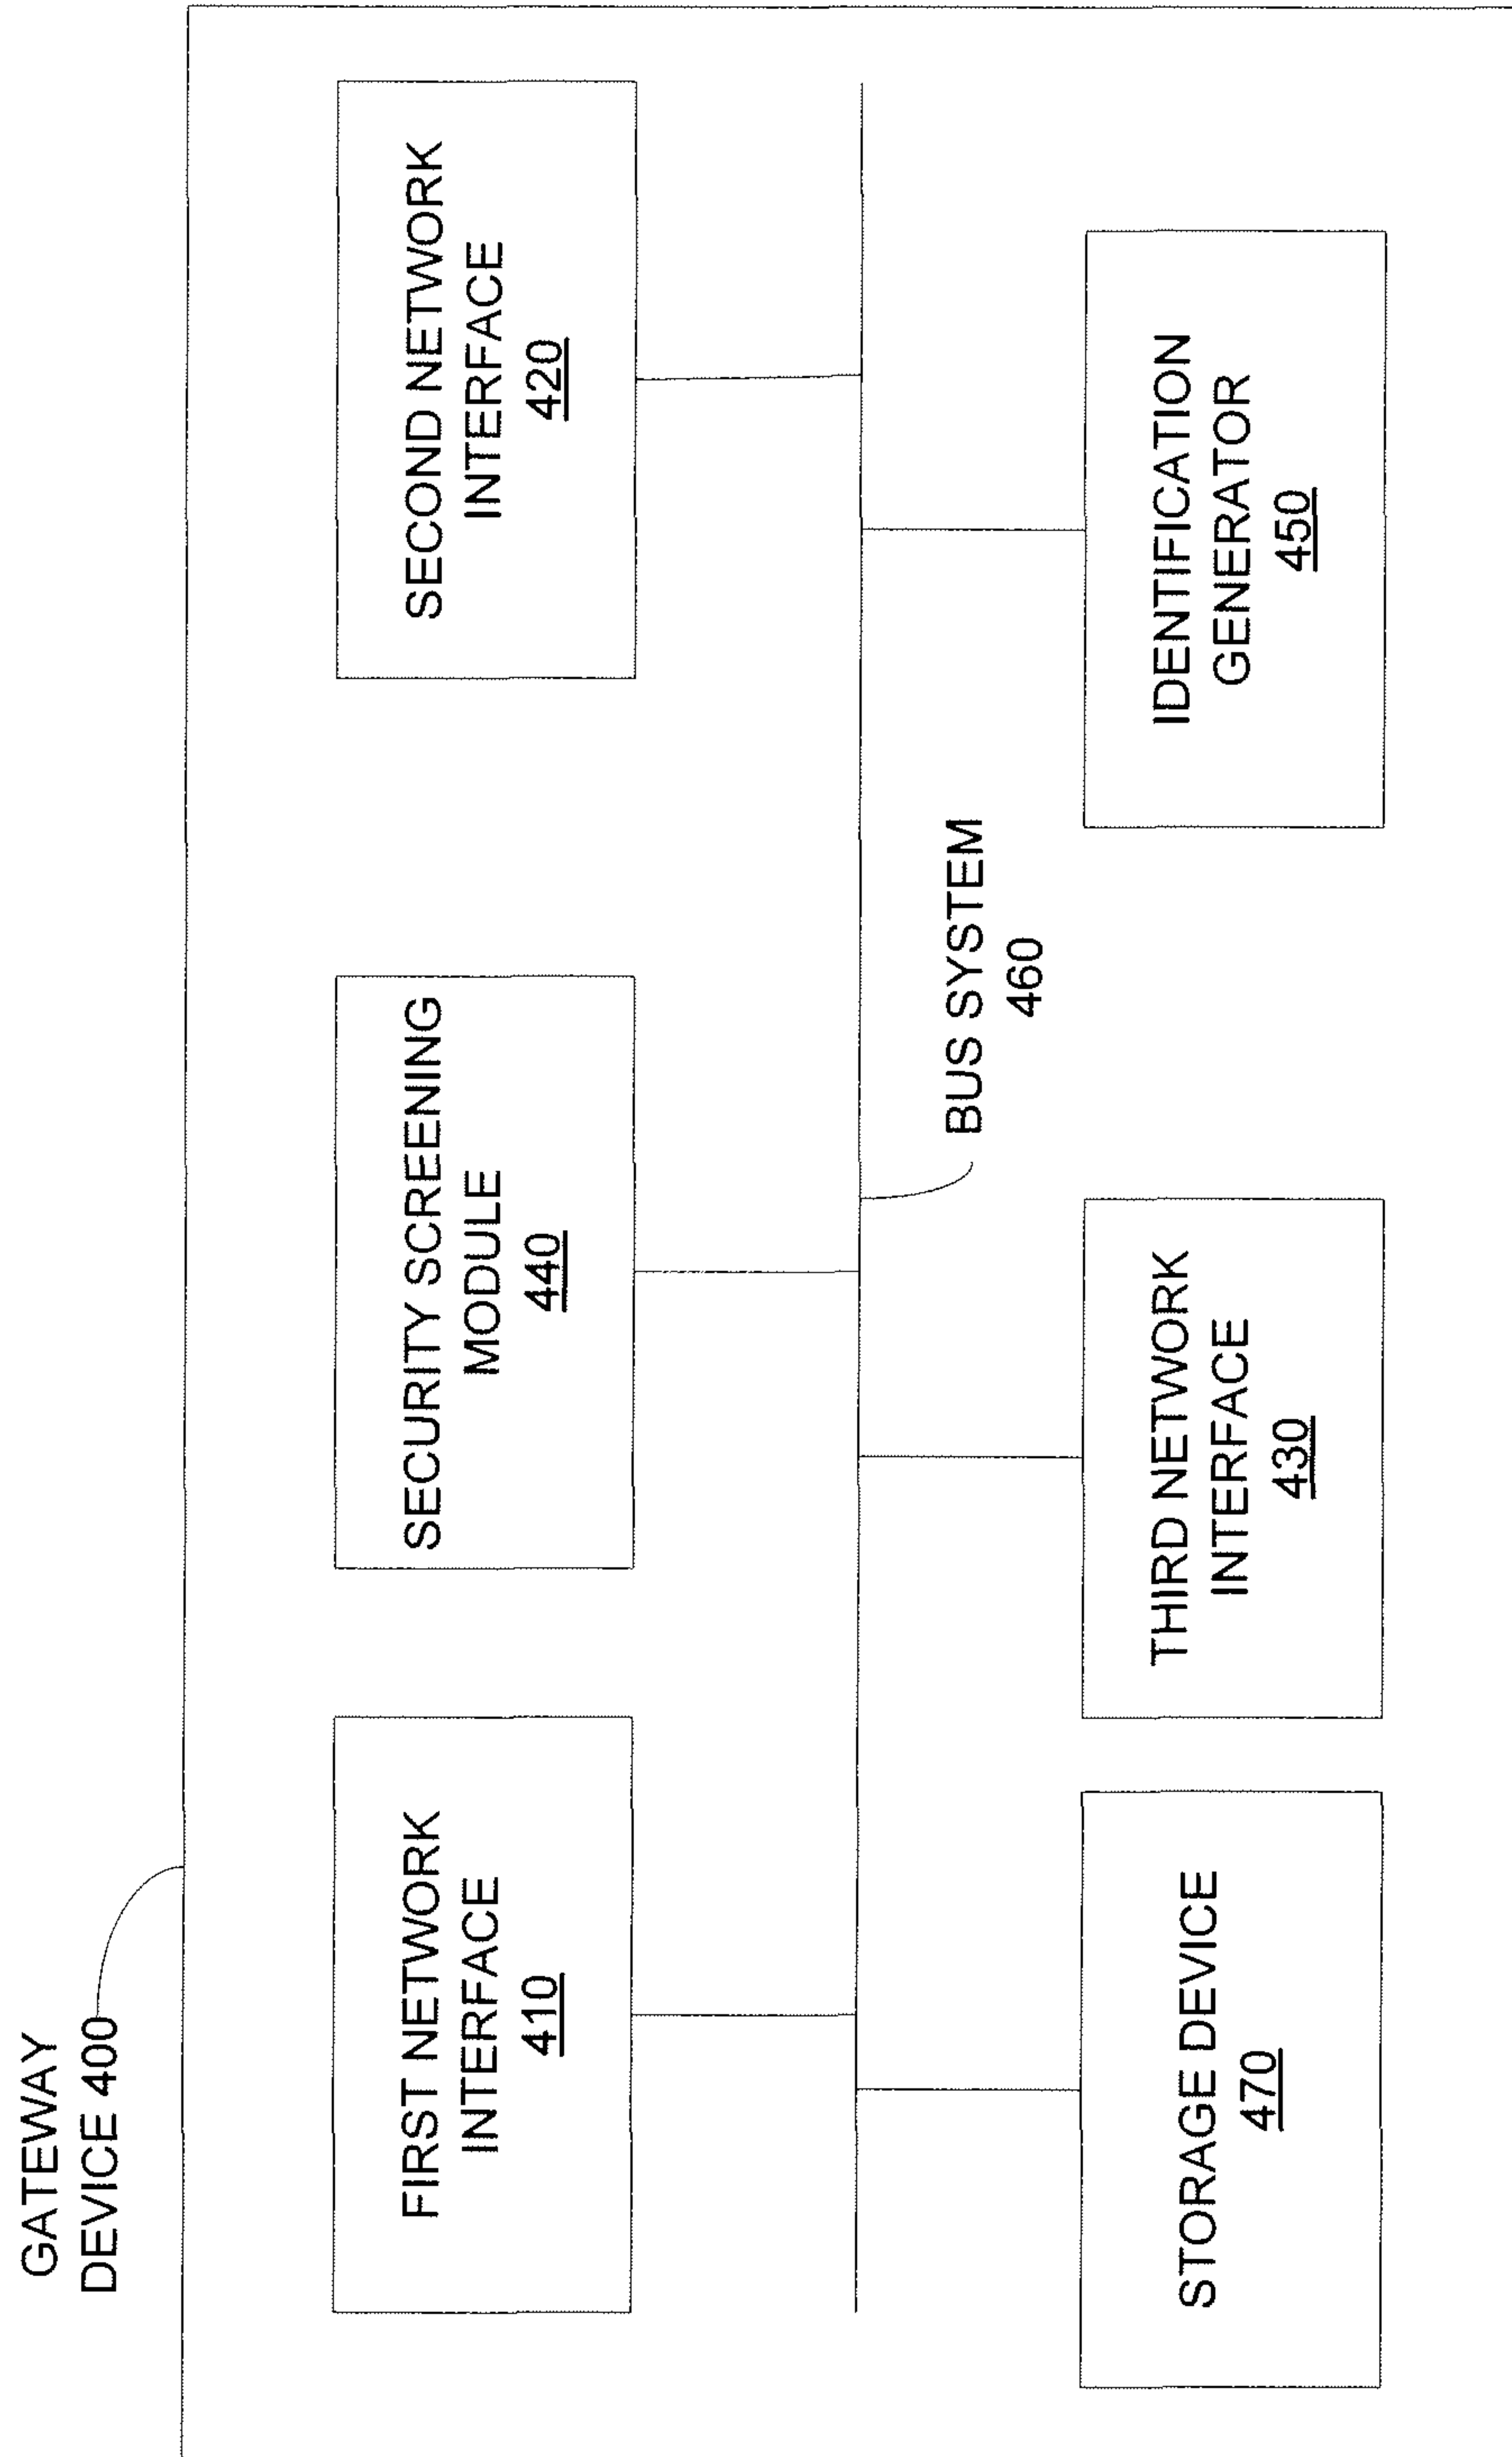 GATEWAY
DEVICE 400
FIRST NETWORK
INTERFACE
410
SECURITY SCREENING
MODULE
440
SECOND NETWORK
INTERFACE
420
BUS SYSTEM
460
STORAGE DEVICE
470
THIRD NETWORK
INTERFACE
430
IDENTIFICATION
GENERATOR
450